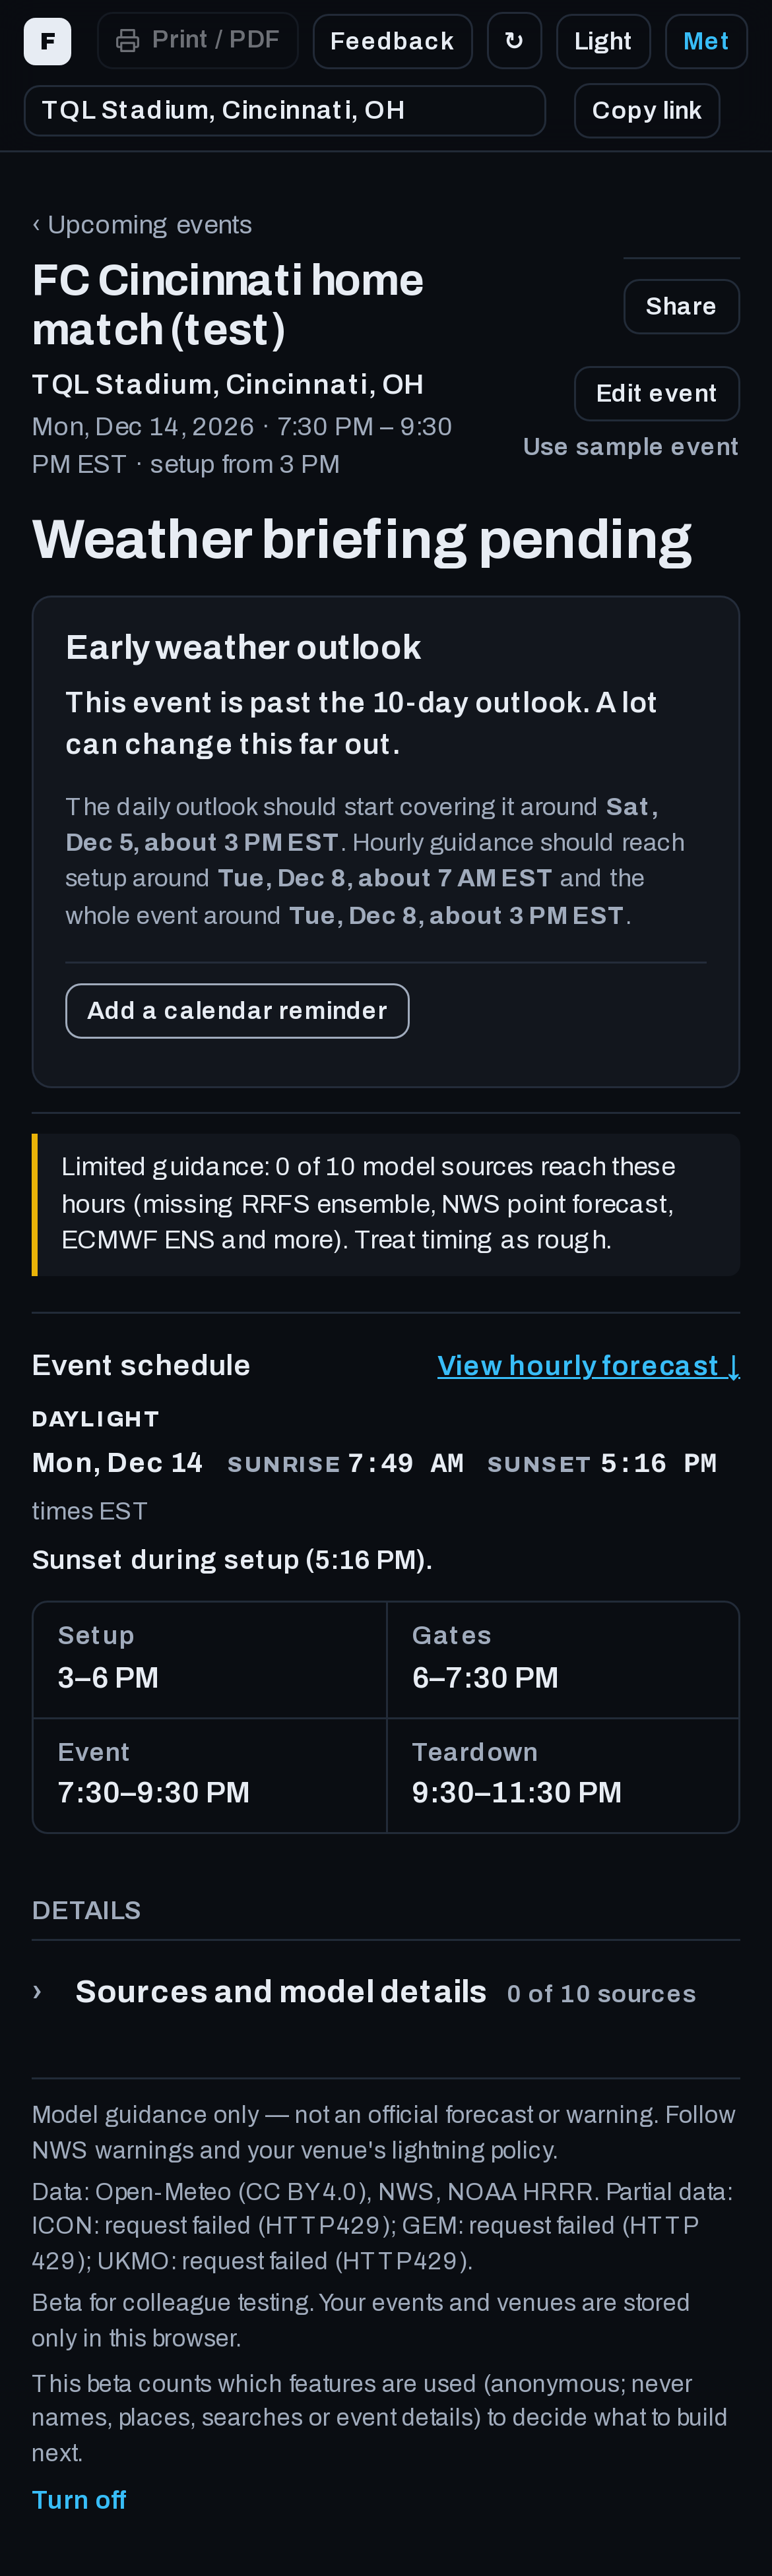 F
Print / PDF
Feedback
↻
Light
Met
TQL Stadium, Cincinnati, OH
Copy link
‹ Upcoming events
FC Cincinnati home
match (test)
Share
TQL Stadium, Cincinnati, OH
Edit event
Mon, Dec 14, 2026 · 7:30 PM – 9:30
PM EST · setup from 3 PM
Use sample event
Weather briefing pending
Early weather outlook
This event is past the 10-day outlook. A lot
can change this far out.
The daily outlook should start covering it around Sat,
Dec 5, about 3 PM EST. Hourly guidance should reach
setup around Tue, Dec 8, about 7 AM EST and the
whole event around Tue, Dec 8, about 3 PM EST.
Add a calendar reminder
Limited guidance: 0 of 10 model sources reach these
hours (missing RRFS ensemble, NWS point forecast,
ECMWF ENS and more). Treat timing as rough.
Event schedule
View hourly forecast ↓
DAYLIGHT
Mon, Dec 14 SUNRISE 7:49 AM SUNSET 5:16 PM
times EST
Sunset during setup (5:16 PM).
Setup
3–6 PM
Gates
6–7:30 PM
Event
7:30–9:30 PM
Teardown
9:30–11:30 PM
DETAILS
› Sources and model details 0 of 10 sources
Model guidance only — not an official forecast or warning. Follow
NWS warnings and your venue's lightning policy.
Data: Open-Meteo (CC BY 4.0), NWS, NOAA HRRR. Partial data:
ICON: request failed (HTTP 429); GEM: request failed (HTTP
429); UKMO: request failed (HTTP 429).
Beta for colleague testing. Your events and venues are stored
only in this browser.
This beta counts which features are used (anonymous; never
names, places, searches or event details) to decide what to build
next.
Turn off